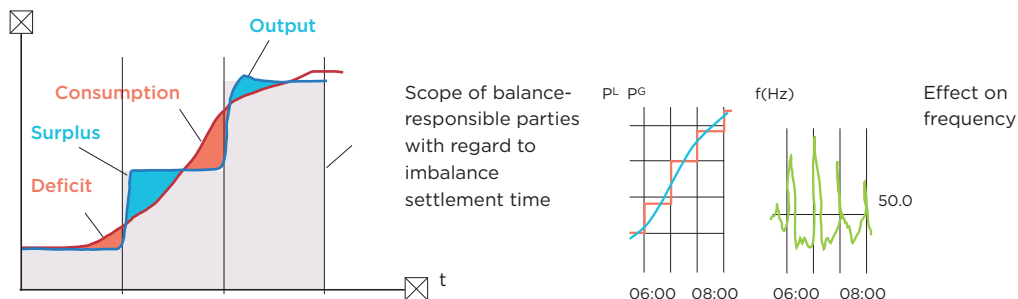 Output
Consumption
Surplus
Deficit
t
Scope of balance-
responsible parties
with regard to
imbalance
settlement time
PL PG
06:00 08:00
f(Hz)
50.0
06:00 08:00
Effect on
frequency